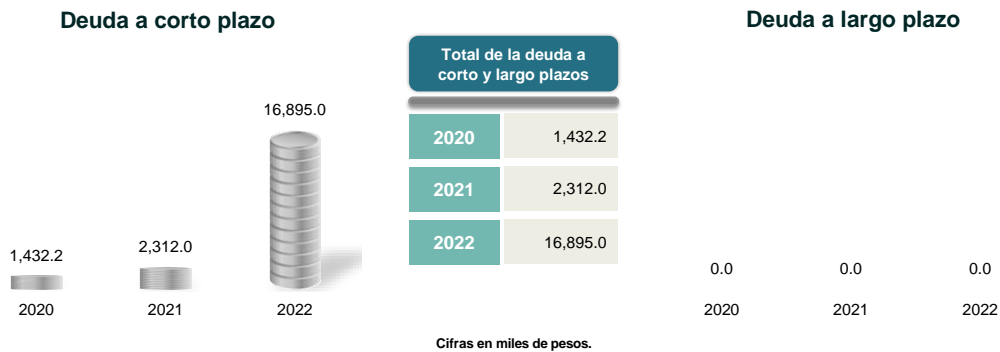 Deuda a corto plazo
16,895.0
1,432.2
2,312.0
2020
2021
2022
Total de la deuda a
corto y largo plazos
2020 1,432.2
2021 2,312.0
2022 16,895.0
Deuda a largo plazo
0.0 0.0 0.0
2020 2021 2022
Cifras en miles de pesos.